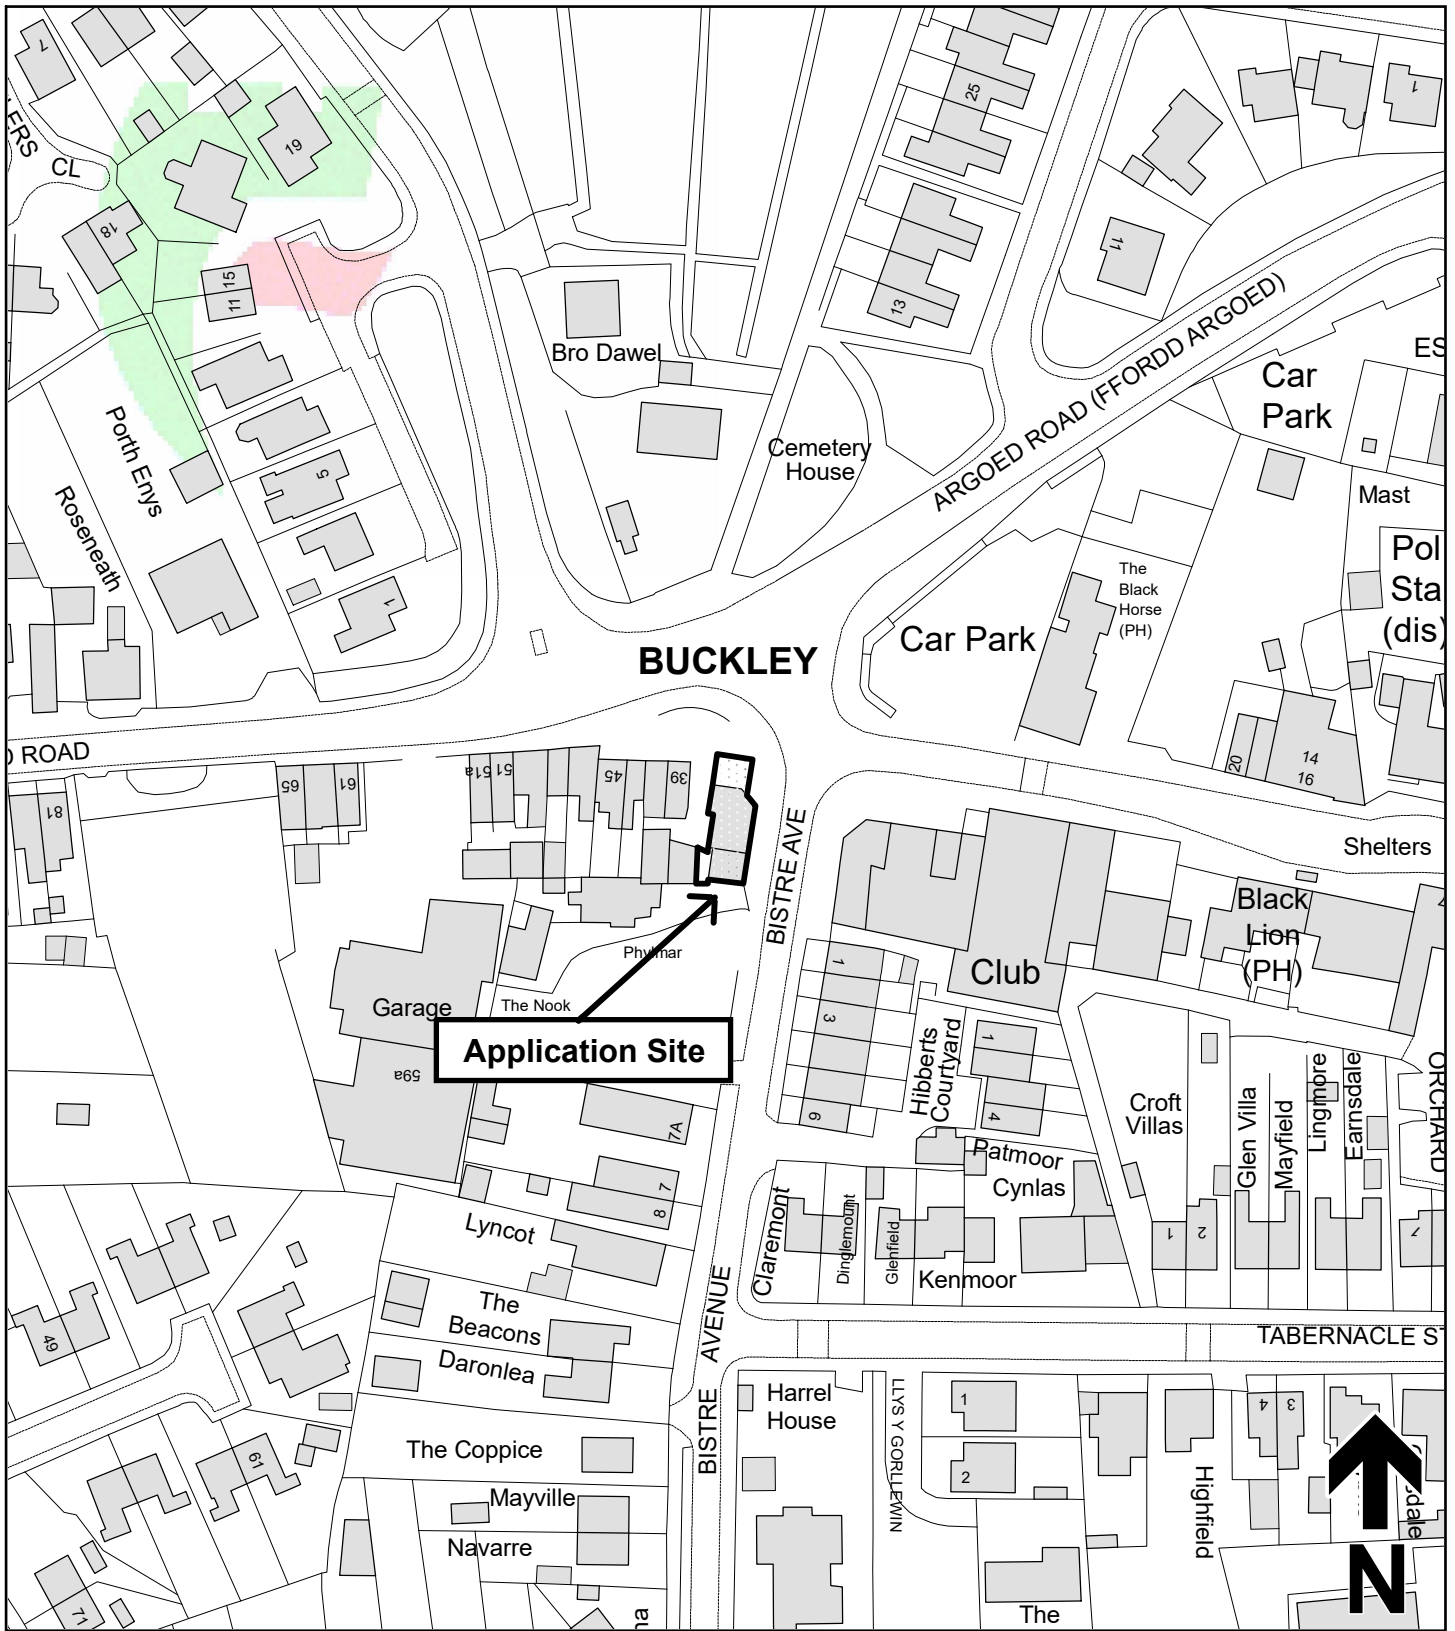 7
ERS
CL
19
18
15
11
25
13
1
11
Bro Dawel
ARGOED ROAD (FFORDD ARGOED)
Car
Park
ES
Porth Enys
Roseneath
5
1
Cemetery
House
Mast
Pol
Sta
(dis)
The
Black
Horse
(PH)
Car Park
BUCKLEY
D ROAD
81
65
61
51a
51
45
39
20
14
16
BISTRE AVE
Shelters
Black
Lion
(PH)
Club
Phylmar
The Nook
Garage
59a
Application Site
1
3
6
Hibberts
Courtyard
1
4
Patmoor
Cynlas
Croft
Villas
Glen Villa
Mayfield
Lingmore
Earnsdale
ORCHARD
7A
7
8
Lyncot
Claremont
Dinglemount
Glenfield
Kenmoor
1
2
7
49
The
Beacons
Daronlea
BISTRE AVENUE
TABERNACLE ST
The Coppice
Harrel
House
LLYS Y GORLLEWIN
1
2
4
3
61
Mayville
Navarre
Highfield
sdale
71
na
The
N